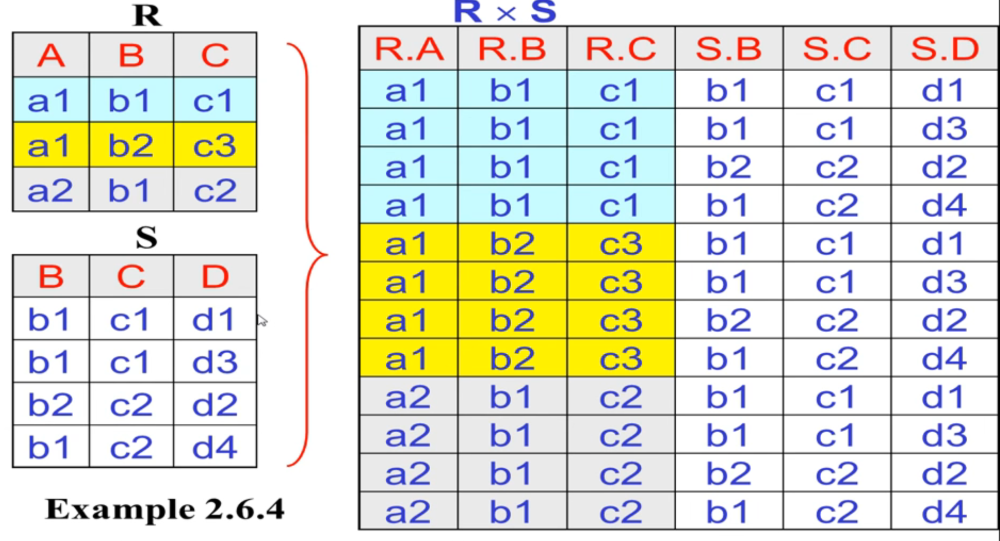 R
A B C
a1 b1 c1
a1 b2 c3
a2 b1 c2
S
B C D
b1 c1 d1
b1 c1 d3
b2 c2 d2
b1 c2 d4
Example 2.6.4
R × S
R.A R.B R.C S.B S.C S.D
a1 b1 c1 b1 c1 d1
a1 b1 c1 b1 c1 d3
a1 b1 c1 b2 c2 d2
a1 b1 c1 b1 c2 d4
a1 b2 c3 b1 c1 d1
a1 b2 c3 b1 c1 d3
a1 b2 c3 b2 c2 d2
a1 b2 c3 b1 c2 d4
a2 b1 c2 b1 c1 d1
a2 b1 c2 b1 c1 d3
a2 b1 c2 b2 c2 d2
a2 b1 c2 b1 c2 d4